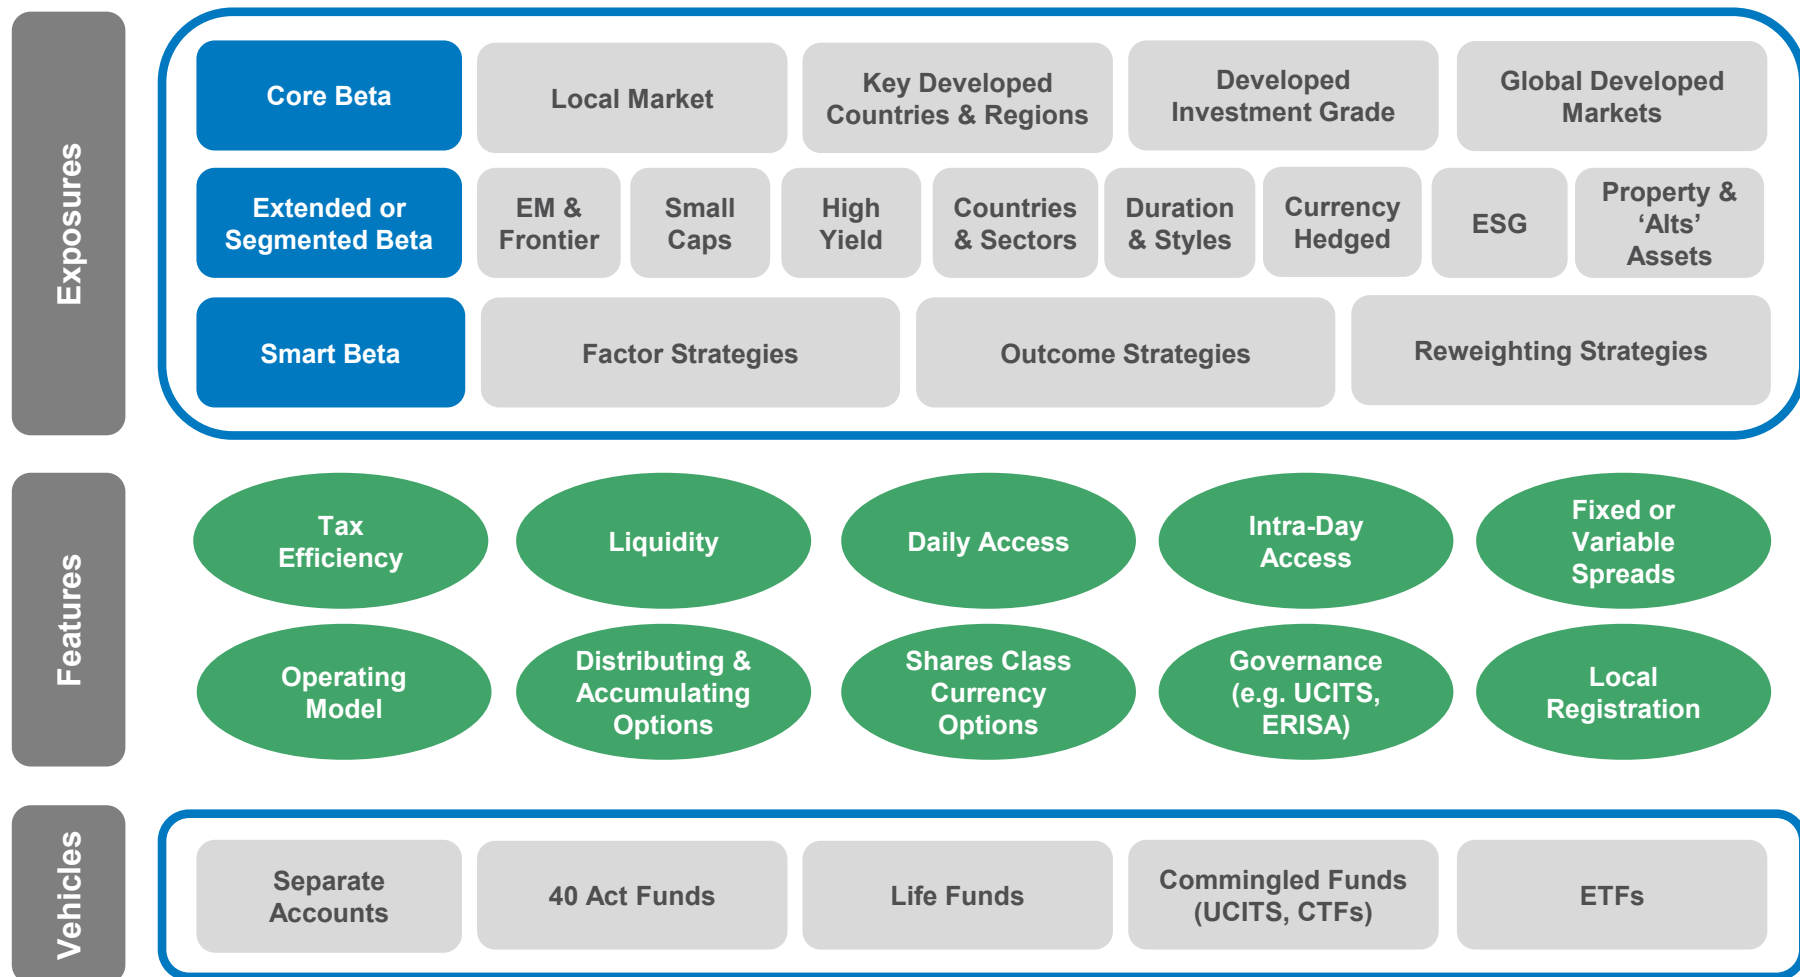 Exposures
Core Beta
Local Market
Key Developed
Countries & Regions
Developed
Investment Grade
Global Developed
Markets
Extended or
Segmented Beta
EM &
Frontier
Small
Caps
High
Yield
Countries
& Sectors
Duration
& Styles
Currency
Hedged
ESG
Property &
‘Alts’
Assets
Smart Beta
Factor Strategies
Outcome Strategies
Reweighting Strategies
Features
Tax
Efficiency
Liquidity
Daily Access
Intra-Day
Access
Fixed or
Variable
Spreads
Operating
Model
Distributing &
Accumulating
Options
Shares Class
Currency
Options
Governance
(e.g. UCITS,
ERISA)
Local
Registration
Vehicles
Separate
Accounts
40 Act Funds
Life Funds
Commingled Funds
(UCITS, CTFs)
ETFs